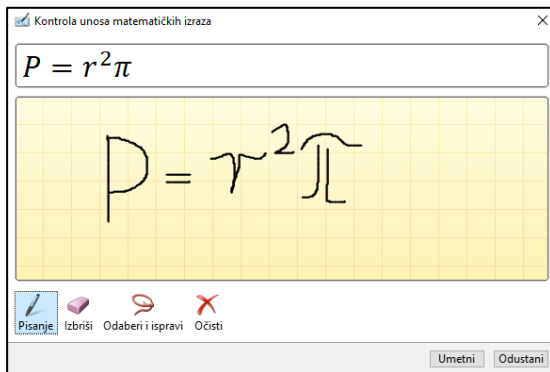 Kontrola unosa matematičkih izraza
P = r²π
P = r²π
Pisanje Izbriši Odaberi i ispravi Očisti
Umetni Odustani